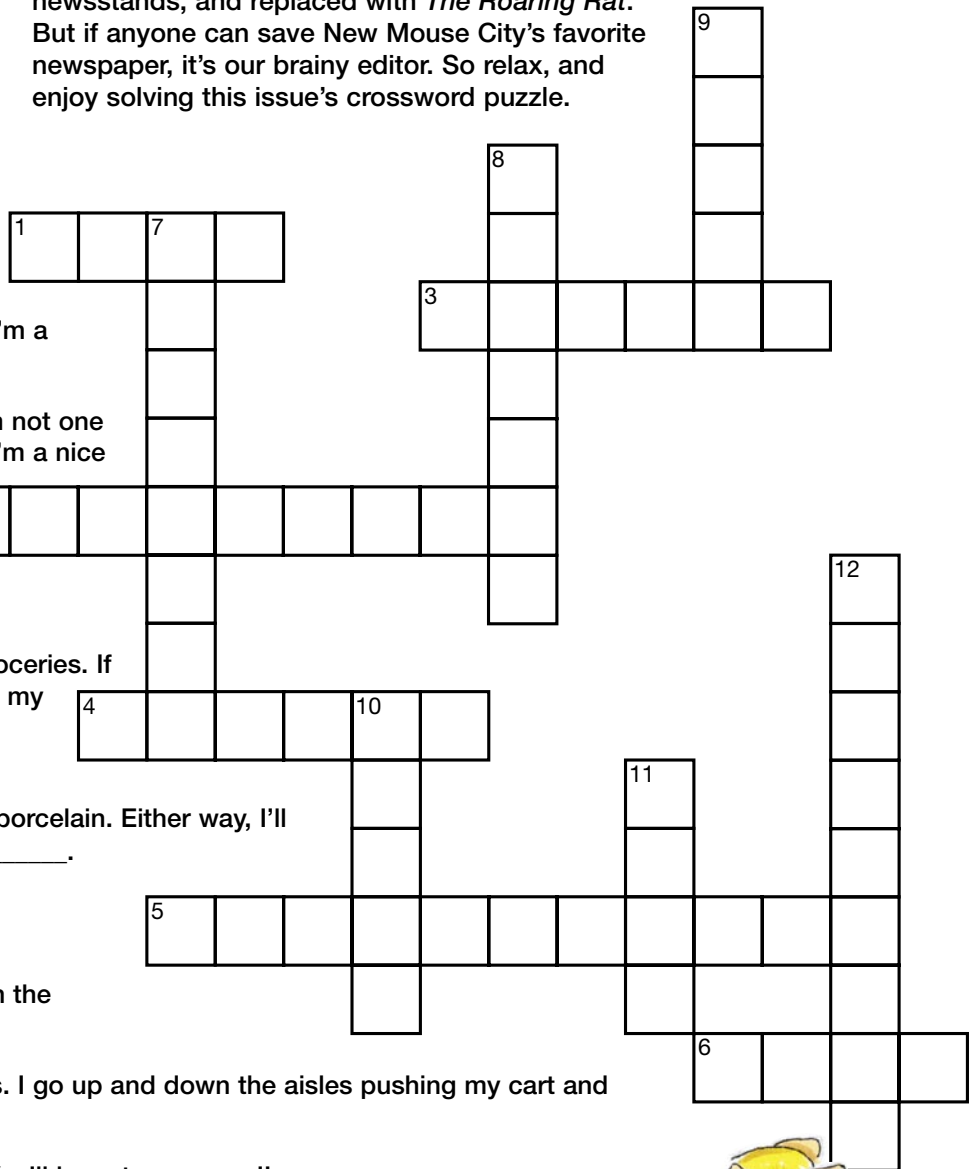 newsstands, and replaced with The Roaring Rat.
But if anyone can save New Mouse City’s favorite
newspaper, it’s our brainy editor. So relax, and
enjoy solving this issue’s crossword puzzle.
9
8
1 7
3
’m a
not one
’m a nice
12
oceries. If
my
4 10
11
porcelain. Either way, I’ll
______.
5
n the
6
s. I go up and down the aisles pushing my cart and